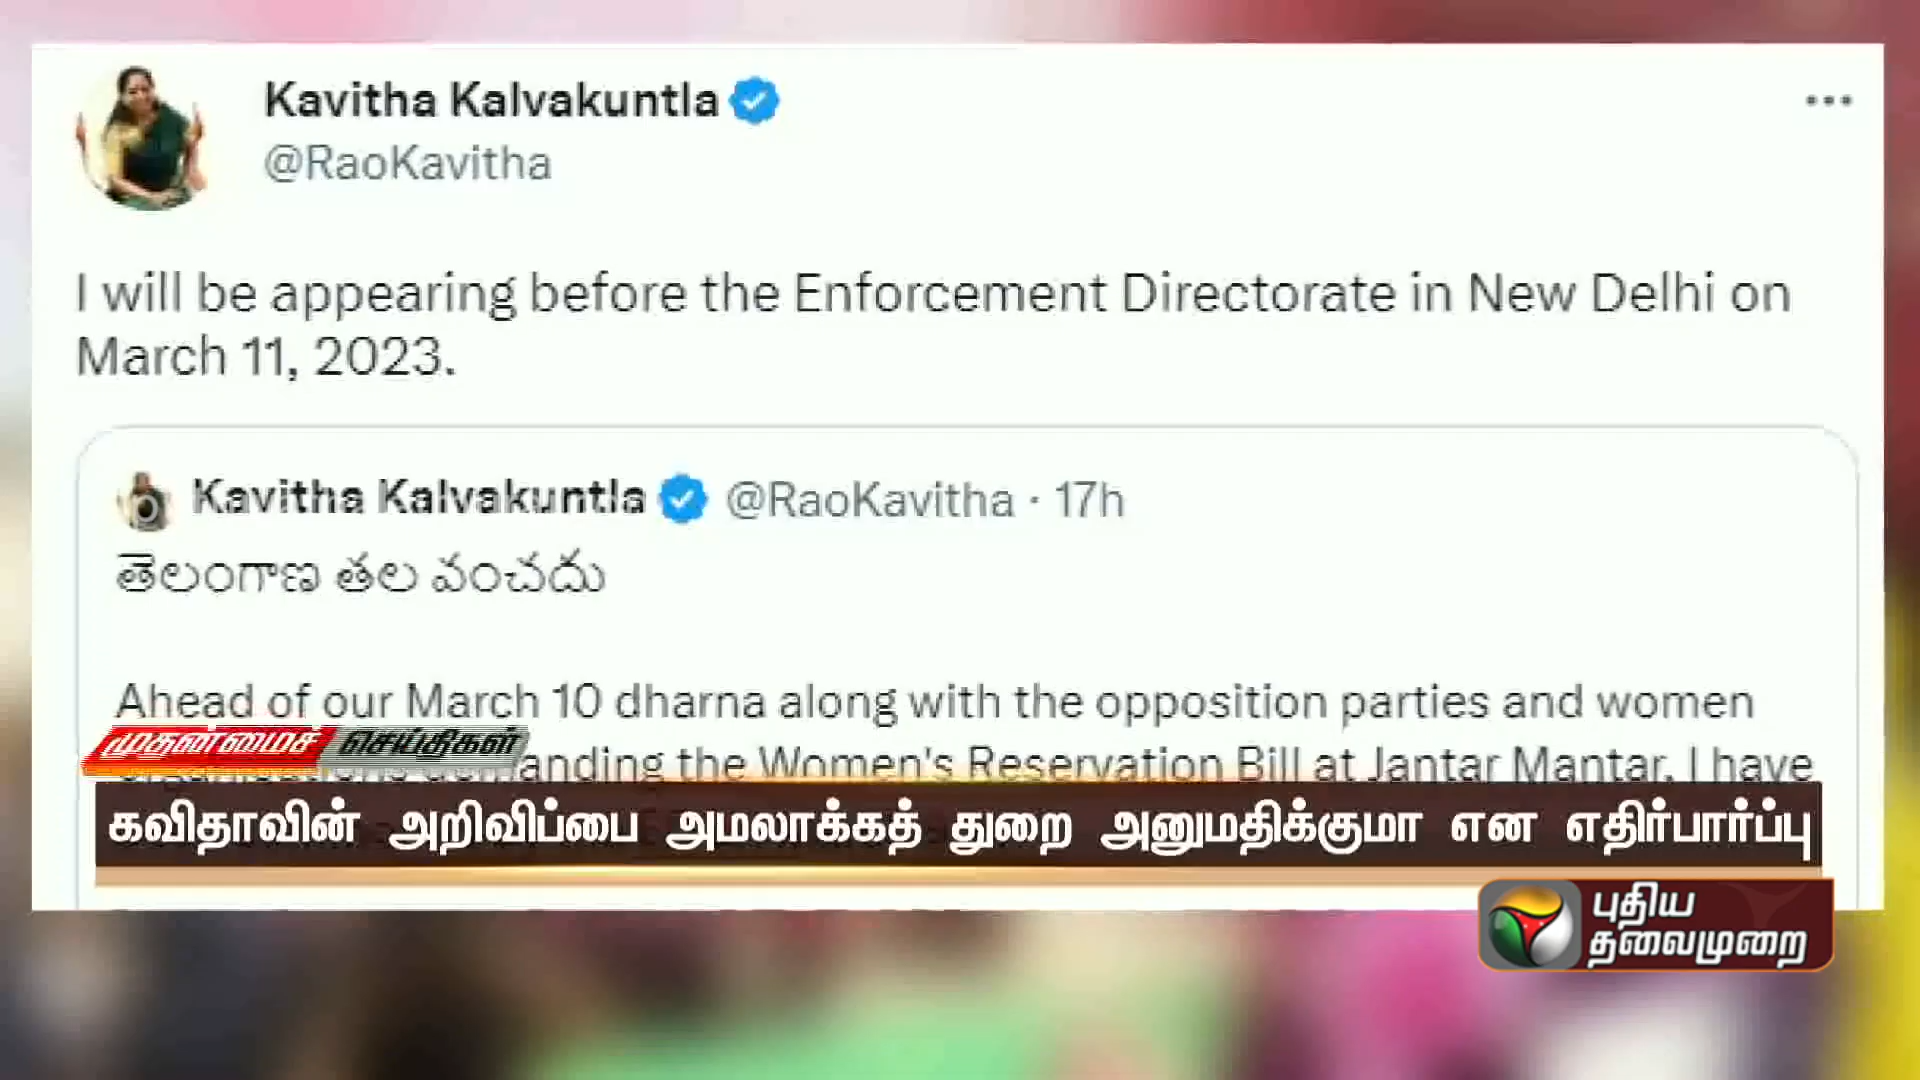 Kavitha Kalvakuntla
@RaoKavitha
I will be appearing before the Enforcement Directorate in New Delhi on
March 11, 2023.
Kavitha Kalvakuntla @RaoKavitha · 17h
తెలంగాణ తల వంచదు
Ahead of our March 10 dharna along with the opposition parties and women
the Women's Reservation Bill at Jantar Mantar, I have
முதன்மைச் செய்திகள்
கவிதாவின் அறிவிப்பை அமலாக்கத் துறை அனுமதிக்குமா என எதிர்பார்ப்பு
புதிய
தலைமுறை